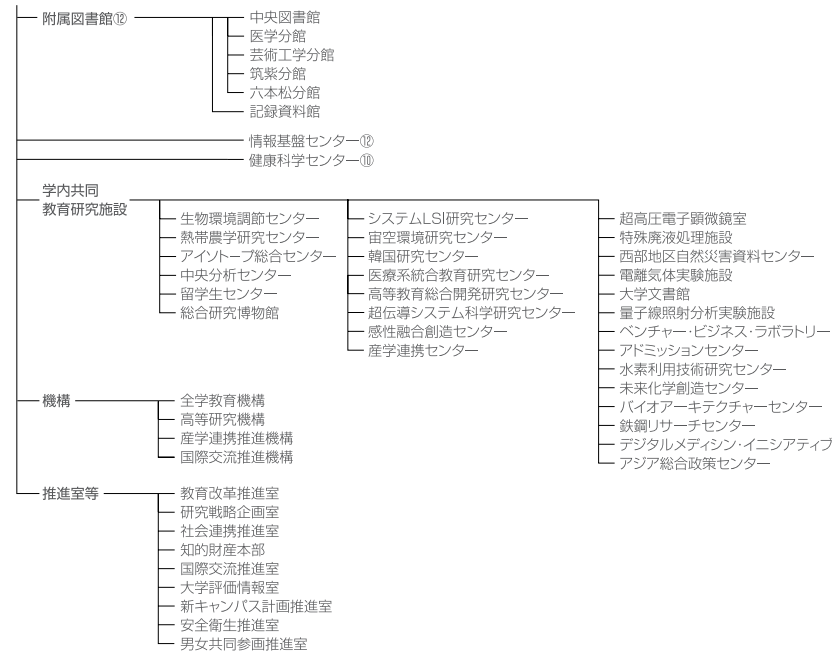 附属図書館⑫
中央図書館
医学分館
芸術工学分館
筑紫分館
六本松分館
記録資料館
情報基盤センター⑫
健康科学センター⑩
学内共同
教育研究施設
生物環境調節センター
熱帯農学研究センター
アイソトープ総合センター
中央分析センター
留学生センター
総合研究博物館
システムLSI研究センター
宙空環境研究センター
韓国研究センター
医療系統合教育研究センター
高等教育総合開発研究センター
超伝導システム科学研究センター
感性融合創造センター
産学連携センター
超高圧電子顕微鏡室
特殊廃液処理施設
西部地区自然災害資料センター
電離気体実験施設
大学文書館
量子線照射分析実験施設
ベンチャー・ビジネス・ラボラトリー
アドミッションセンター
水素利用技術研究センター
未来化学創造センター
バイオアーキテクチャーセンター
鉄鋼リサーチセンター
デジタルメディシン・イニシアティブ
アジア総合政策センター
機構
全学教育機構
高等研究機構
産学連携推進機構
国際交流推進機構
推進室等
教育改革推進室
研究戦略企画室
社会連携推進室
知的財産本部
国際交流推進室
大学評価情報室
新キャンパス計画推進室
安全衛生推進室
男女共同参画推進室